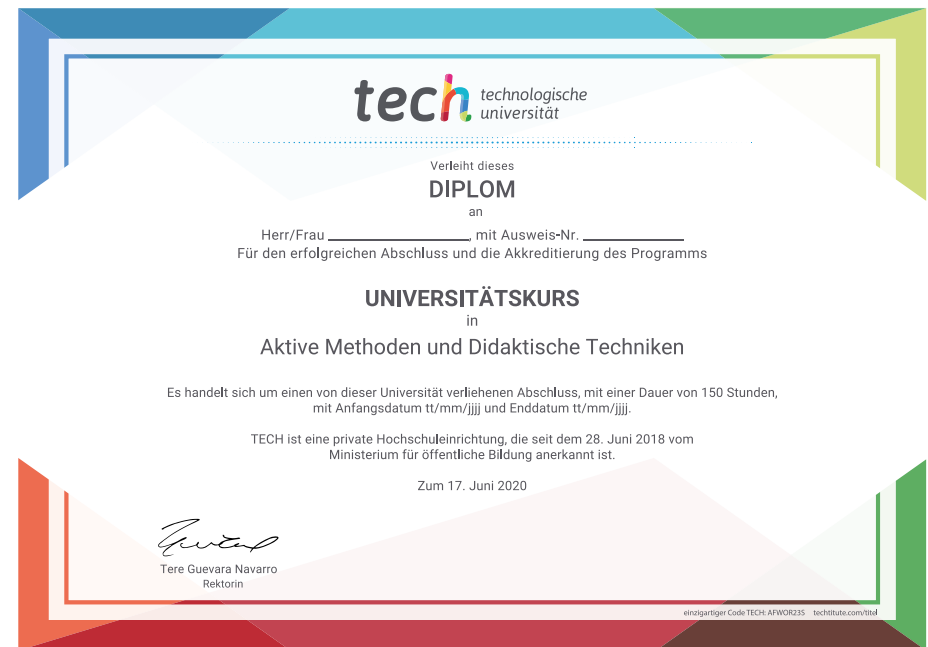 tech technologische
universität
Verleiht dieses
DIPLOM
an
Herr/Frau ________________, mit Ausweis-Nr. ____________
Für den erfolgreichen Abschluss und die Akkreditierung des Programms
UNIVERSITÄTSKURS
in
Aktive Methoden und Didaktische Techniken
Es handelt sich um einen von dieser Universität verliehenen Abschluss, mit einer Dauer von 150 Stunden,
mit Anfangsdatum tt/mm/jjjj und Enddatum tt/mm/jjjj.
TECH ist eine private Hochschuleinrichtung, die seit dem 28. Juni 2018 vom
Ministerium für öffentliche Bildung anerkannt ist.
Zum 17. Juni 2020
Tere Guevara Navarro
Rektorin
einzigartiger Code TECH: AFWOR23S techtitute.com/titel